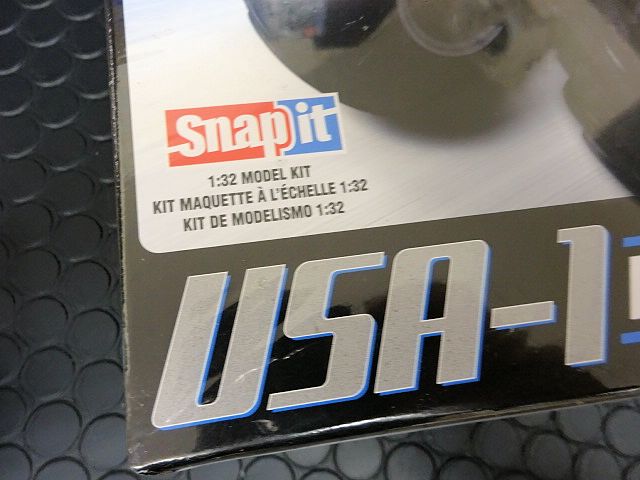 Snap it
1:32 MODEL KIT
KIT MAQUETTE À L'ÉCHELLE 1:32
KIT DE MODELISMO 1:32
USA-1